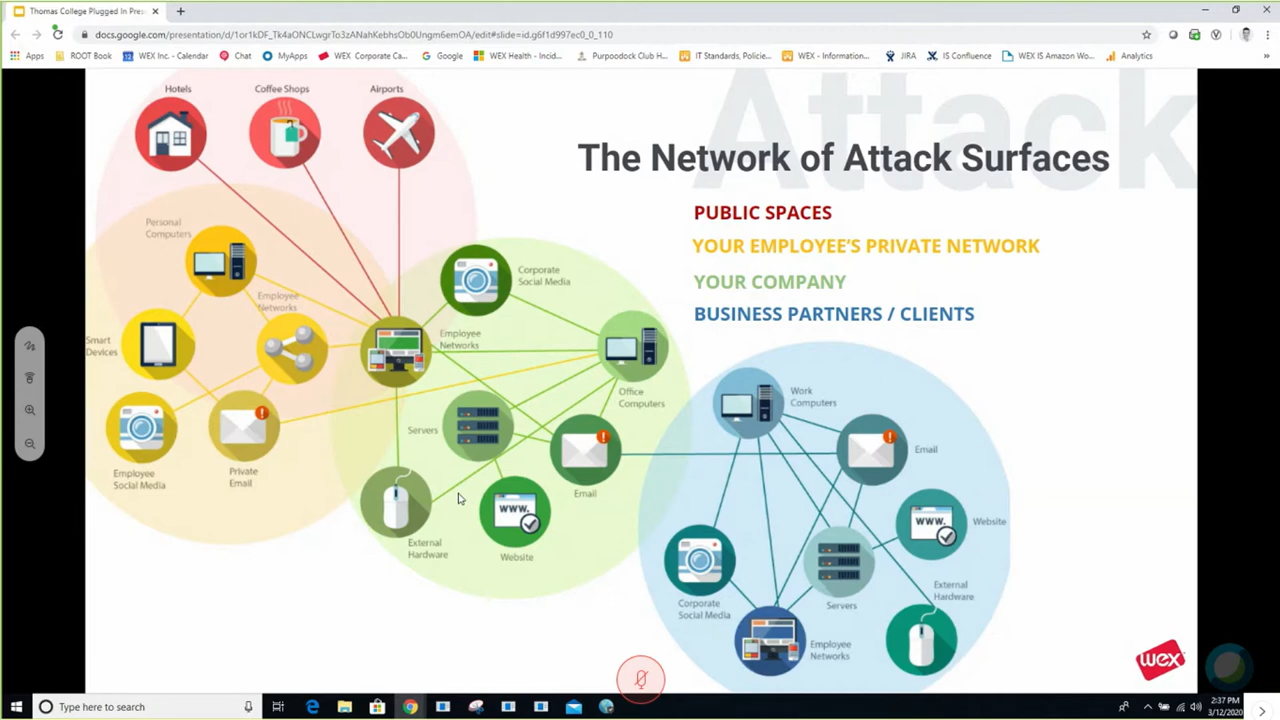 Thomas College Plugged In Pres
docs.google.com/presentation/d/1or1kDF_Tk4aONCLwgrTo3zANahKebhsOb0Ungm6emOA/edit#slide=id.g6f1d997ec0_0_110
Apps ROOT Book WEX Inc. - Calendar Chat MyApps WEX Corporate Ca... Google WEX Health - Incid... Purpoodock Club H... IT Standards, Policie... WEX - Information... JIRA IS Confluence WEX IS Amazon Wo... Analytics
Attack
Hotels
Coffee Shops
Airports
The Network of Attack Surfaces
PUBLIC SPACES
YOUR EMPLOYEE'S PRIVATE NETWORK
YOUR COMPANY
BUSINESS PARTNERS / CLIENTS
Personal
Computers
Employee
Networks
Smart
Devices
Employee
Social Media
Private
Email
Corporate
Social Media
Employee
Networks
Office
Computers
Servers
Email
External
Hardware
www.
Website
Work
Computers
Email
www.
Website
External
Hardware
Servers
Corporate
Social Media
Employee
Networks
wex
Type here to search
2:37 PM
3/12/2020